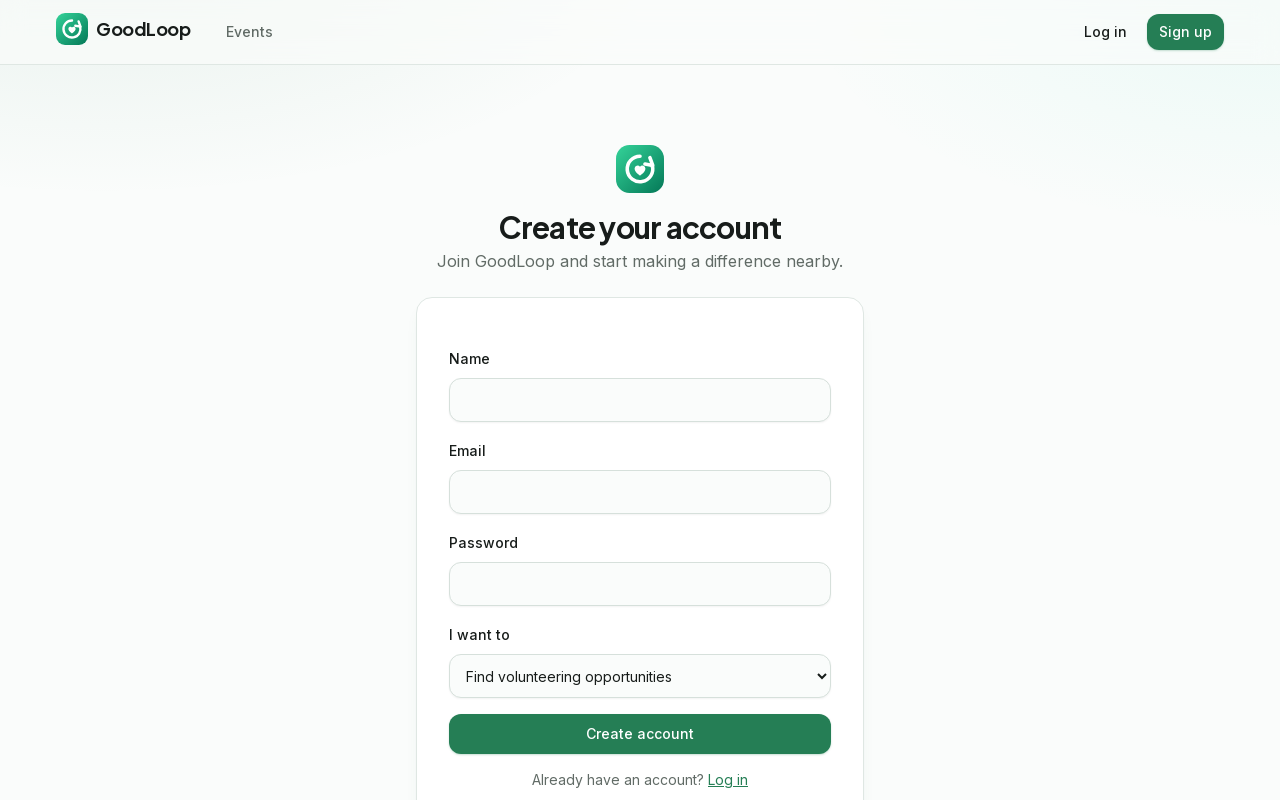 GoodLoop
Events
Log in
Sign up
Create your account
Join GoodLoop and start making a difference nearby.
Name
Email
Password
I want to
Find volunteering opportunities
Create account
Already have an account? Log in